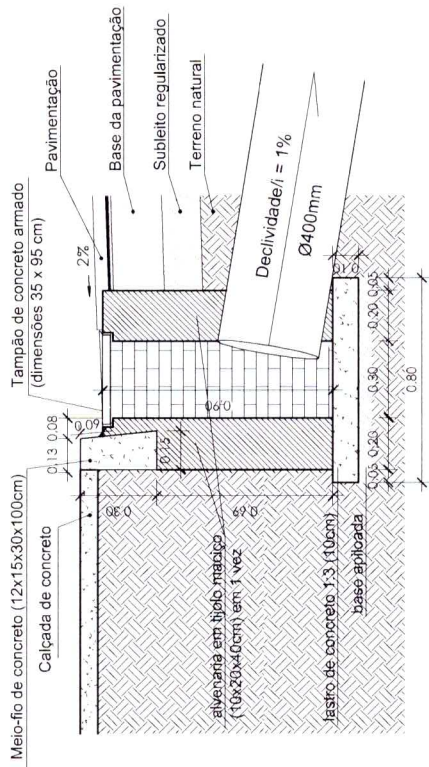 Meio-fio de concreto (12x15x30x100cm)
Calçada de concreto
Tampão de concreto armado
(dimensões 35 x 95 cm)
Pavimentação
Base da pavimentação
Subleito regularizado
Terreno natural
2%
0.13
0.08
0.09
0.15
0.30
0.69
0.90
Declividade/i = 1%
Ø400mm
alvenaria em tijolo maciço
(10x20x40cm) em 1 vez
lastro de concreto 1:3 (10cm)
base apiloada
0.10
0.05
0.20
0.30
0.20
0.05
0.80